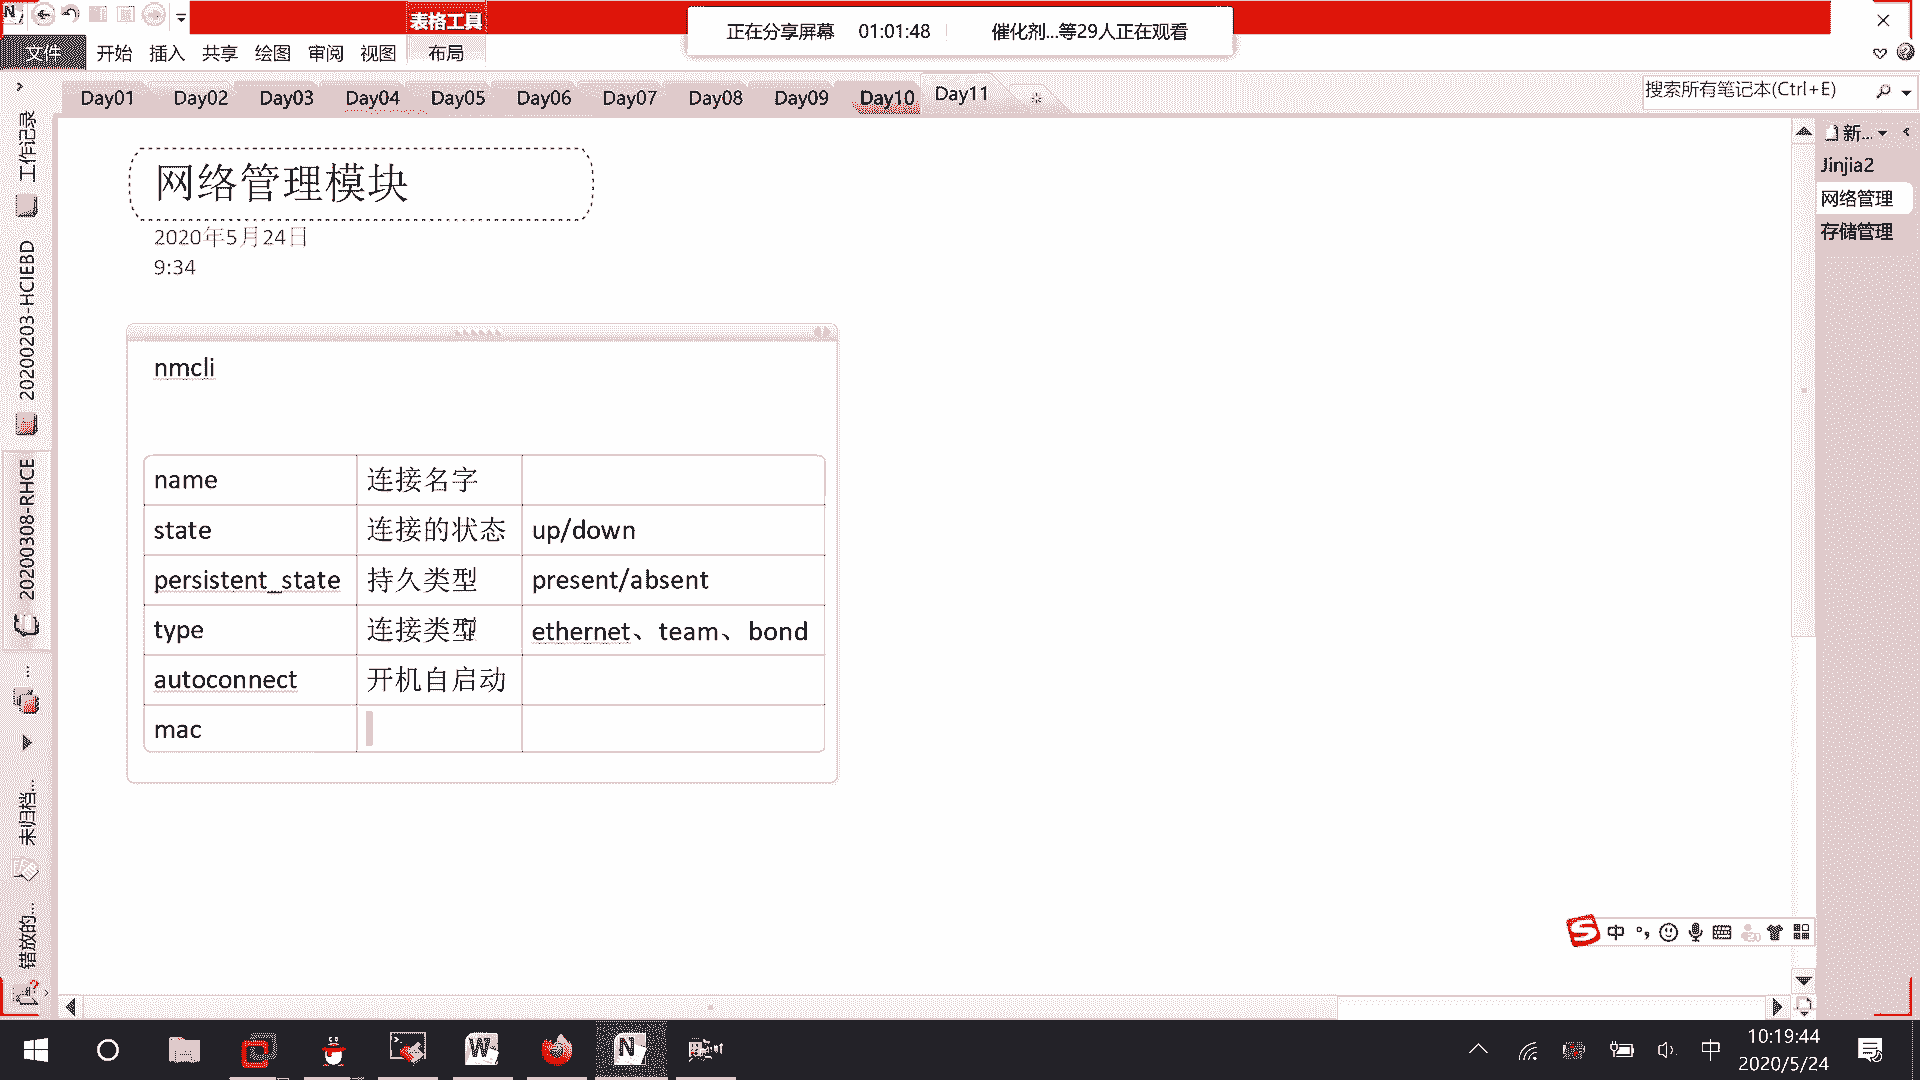 表格工具
正在分享屏幕 01:01:48 催化剂...等29人正在观看
文件 开始 插入 共享 绘图 审阅 视图 布局
Day01 Day02 Day03 Day04 Day05 Day06 Day07 Day08 Day09 Day10 Day11
搜索所有笔记本(Ctrl+E)
工作记录
20200203-HCIEBD
20200308-RHCE
...
未归档...
错放的...
网络管理模块
2020年5月24日
9:34
nmcli
name 连接名字
state 连接的状态 up/down
persistent_state 持久类型 present/absent
type 连接类型 ethernet、team、bond
autoconnect 开机自启动
mac
新...
Jinjia2
网络管理
存储管理
中
中
10:19:44
2020/5/24